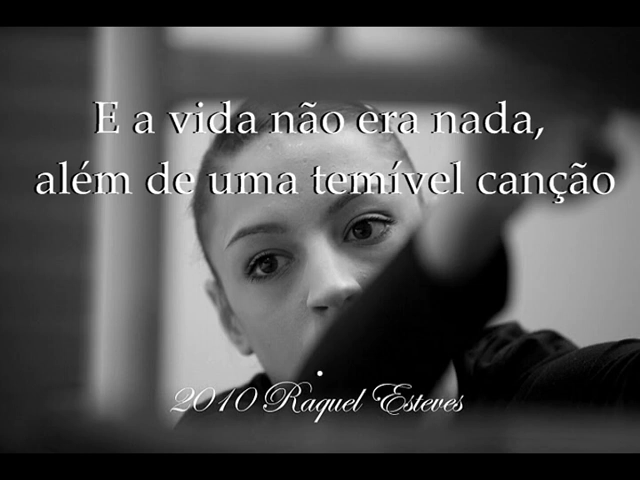 E a vida não era nada,
além de uma temível canção
.
2010 Raquel Esteves